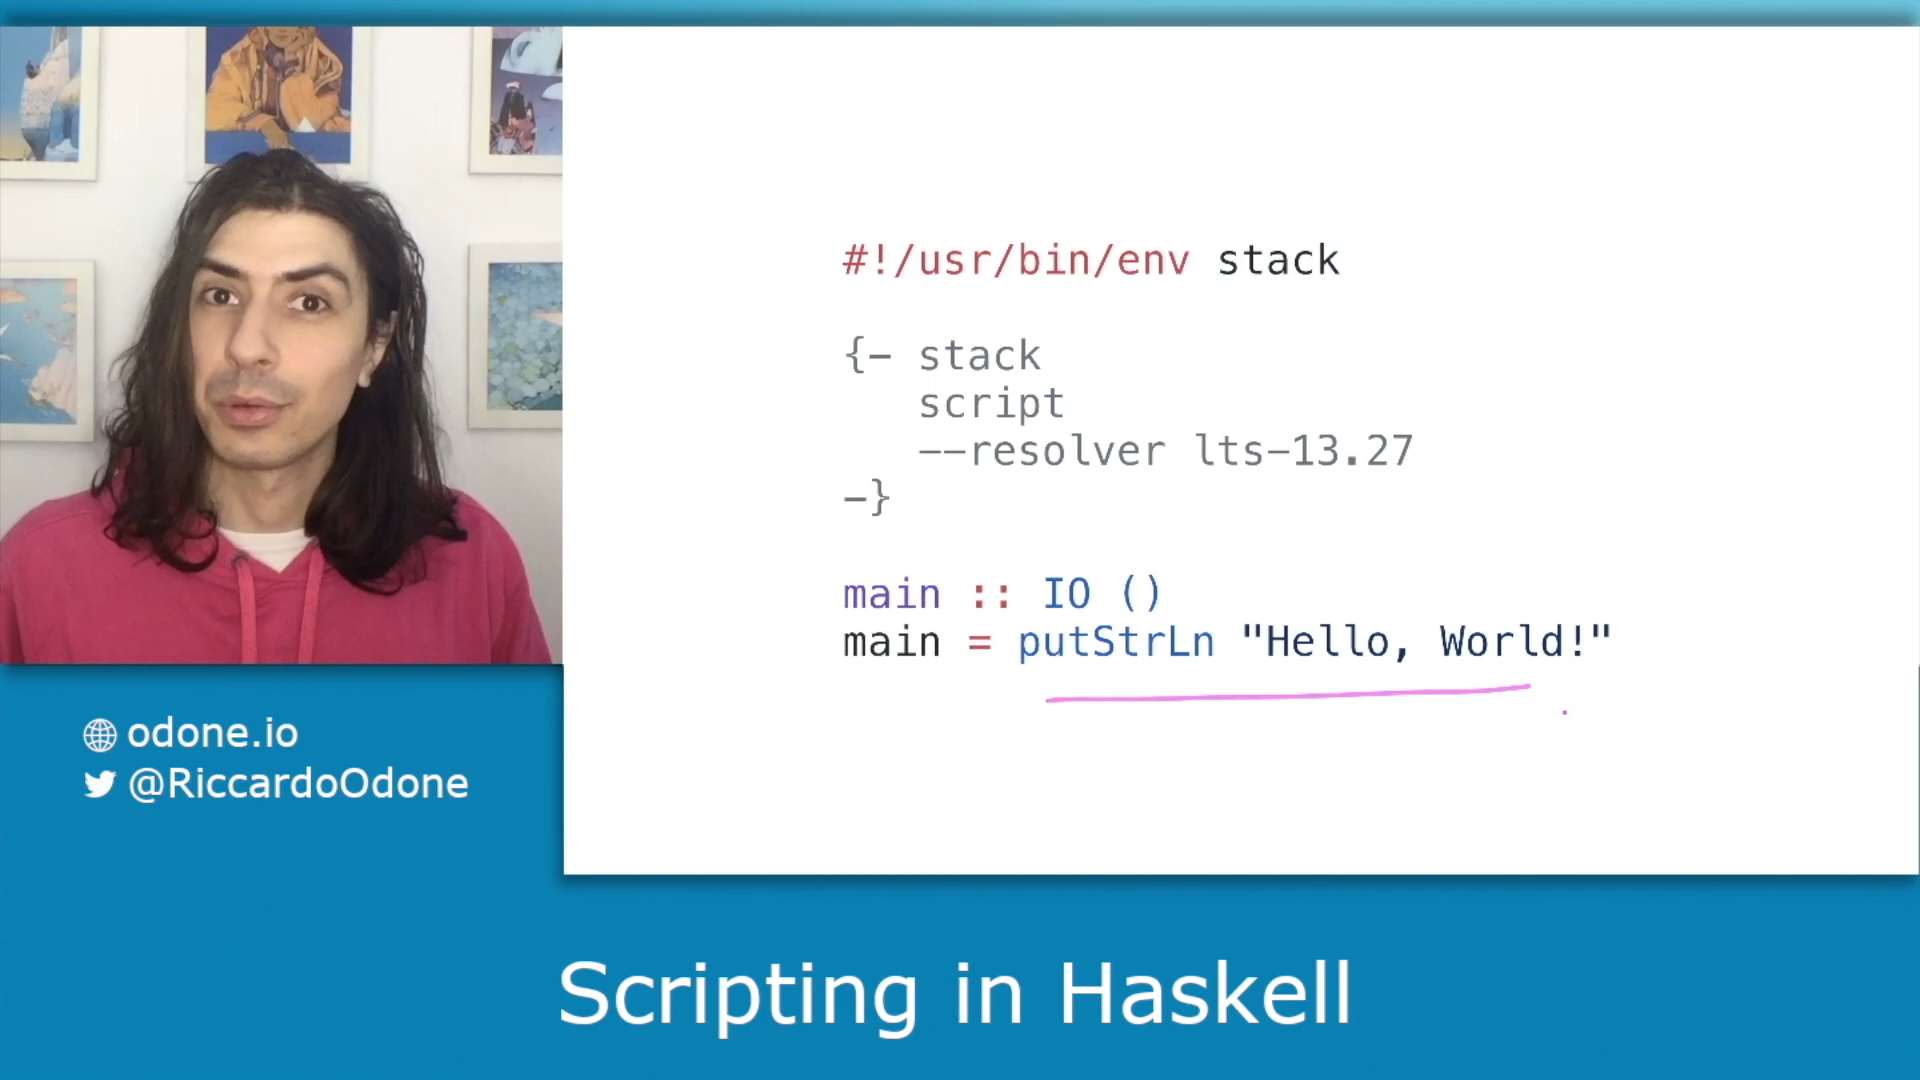 #!/usr/bin/env stack
{- stack
script
--resolver lts-13.27
-}
main :: IO ()
main = putStrLn "Hello, World!"
odone.io
@RiccardoOdone
Scripting in Haskell